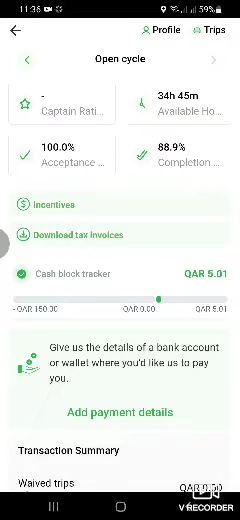 11:36
59%
Profile
Trips
Open cycle
-
Captain Rati...
34h 45m
Available Ho...
100.0%
Acceptance ...
88.9%
Completion ...
Incentives
Download tax invoices
Cash block tracker
QAR 5.01
- QAR 150.00
QAR 0.00
QAR 5.01
Give us the details of a bank account
or wallet where you'd like us to pay
you.
Add payment details
Transaction Summary
Waived trips
QAR
V RECORDER